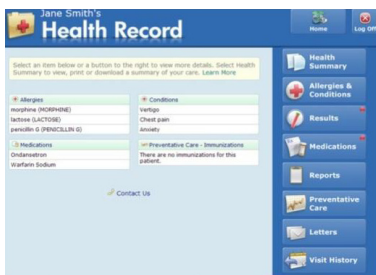 Jane Smith's
Health Record
Home
Log Off
Select an item below or a button to the right to view more details. Select Health
Summary to view, print or download a summary of your care. Learn More
Allergies
morphine (MORPHINE)
lactose (LACTOSE)
penicillin G (PENICILLIN G)
Conditions
Vertigo
Chest pain
Anxiety
Medications
Ondansetron
Warfarin Sodium
Preventative Care - Immunizations
There are no immunizations for this
patient.
Contact Us
Health
Summary
Allergies &
Conditions
Results
Medications
Reports
Preventative
Care
Letters
Visit History